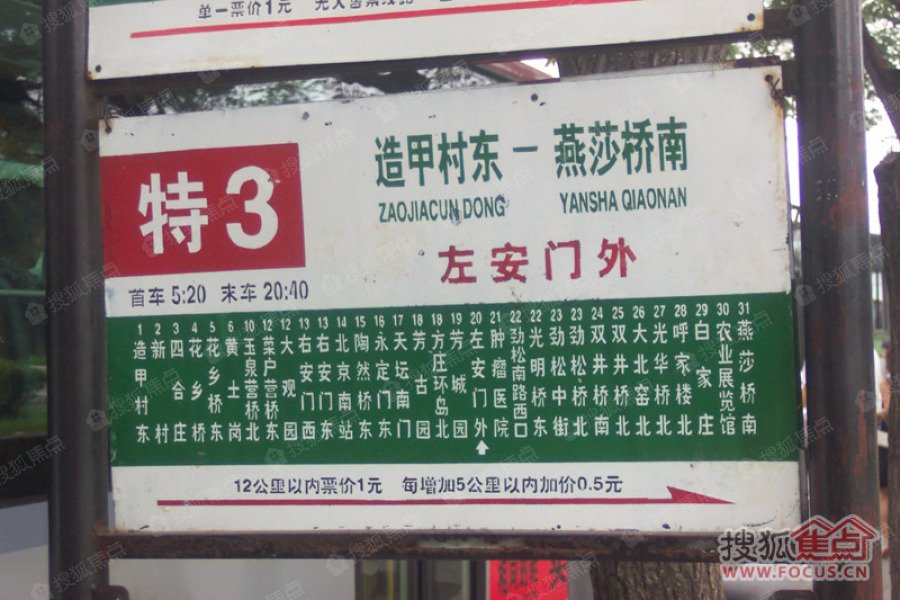 单一票价1元
特3
造甲村东 — 燕莎桥南
ZAOJIACUN DONG YANSHA QIAONAN
左安门外
首车 5:20 末车 20:40
1 造甲村东
2 新村
3 四合庄
4 花乡桥
5 花乡桥东
6 黄土岗
10 玉泉营桥北
12 菜户营桥东
12 大观园
13 右安门西
13 右安门东
14 北京南站
15 陶然桥东
16 永定门东
17 天坛南门
18 芳古园
18 方庄环岛北
19 芳城园
20 左安门外
21 肿瘤医院
22 劲松南路西口
22 光明桥东
23 劲松中街
23 劲松桥北
24 双井桥南
25 双井桥北
26 大北窑南
27 光华桥北
28 呼家楼北
29 白家庄
30 农业展览馆
31 燕莎桥南
12公里以内票价1元 每增加5公里以内加价0.5元
搜狐焦点
WWW.FOCUS.CN